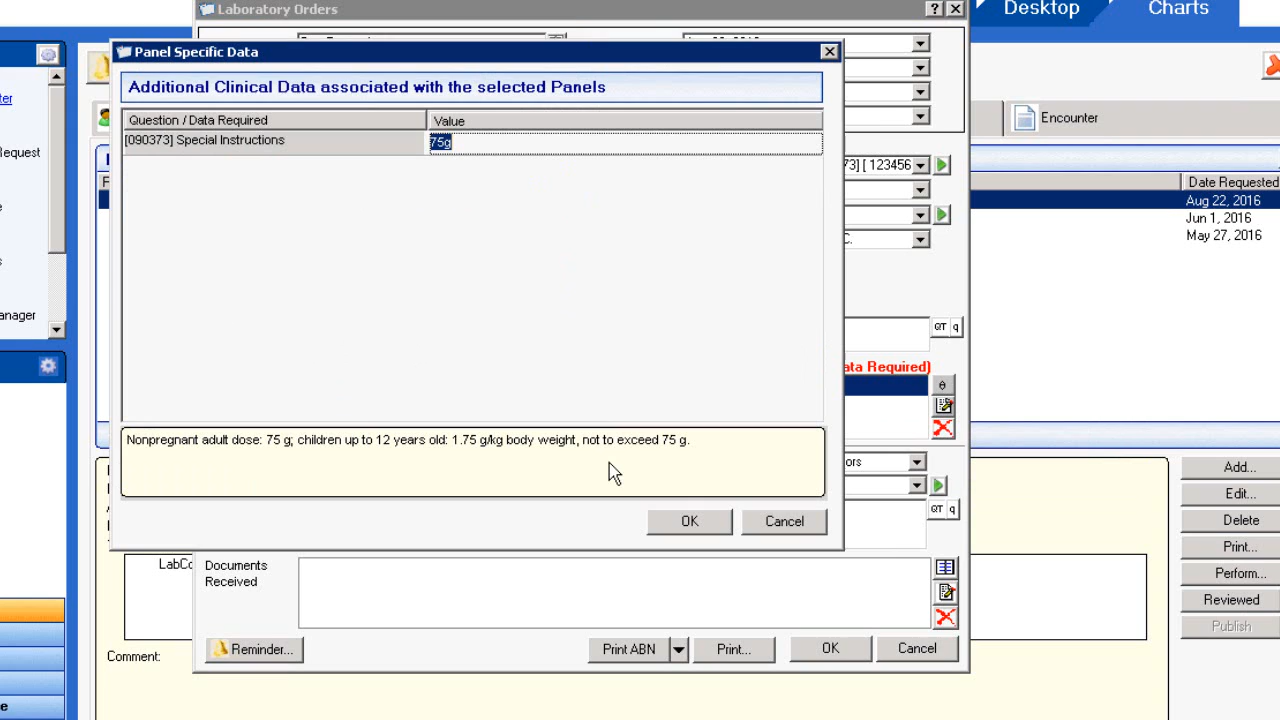 Laboratory Orders
?
Desktop
Charts
Panel Specific Data
Additional Clinical Data associated with the selected Panels
Question / Data Required
Value
[090373] Special Instructions
75g
Nonpregnant adult dose: 75 g; children up to 12 years old: 1.75 g/kg body weight, not to exceed 75 g.
OK
Cancel
Encounter
73] [ 123456
C.
QT q
ata Required)
θ
ors
QT q
Date Requested
Aug 22, 2016
Jun 1, 2016
May 27, 2016
ter
Request
anager
Add...
Edit...
Delete
Print...
Perform...
Reviewed
Publish
LabCo
Documents
Received
Comment:
Reminder...
Print ABN
Print...
OK
Cancel